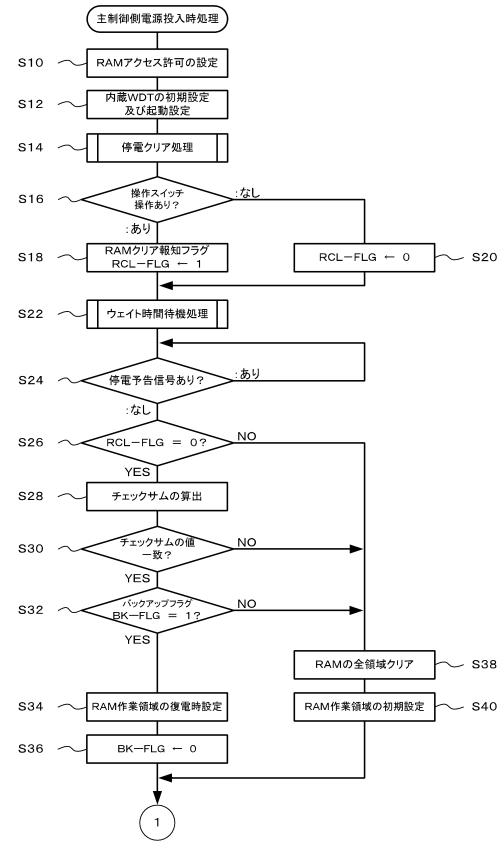 主制御側電源投入時処理
S10
RAMアクセス許可の設定
S12
内蔵WDTの初期設定
及び起動設定
S14
停電クリア処理
S16
操作スイッチ
操作あり？
:なし
:あり
S18
RAMクリア報知フラグ
RCL－FLG ← 1
RCL－FLG ← 0
S20
S22
ウェイト時間待機処理
S24
停電予告信号あり？
:あり
:なし
S26
RCL－FLG ＝ 0？
NO
YES
S28
チェックサムの算出
S30
チェックサムの値
一致？
NO
YES
S32
バックアップフラグ
BK－FLG ＝ 1？
NO
YES
RAMの全領域クリア
S38
S34
RAM作業領域の復電時設定
RAM作業領域の初期設定
S40
S36
BK－FLG ← 0
1